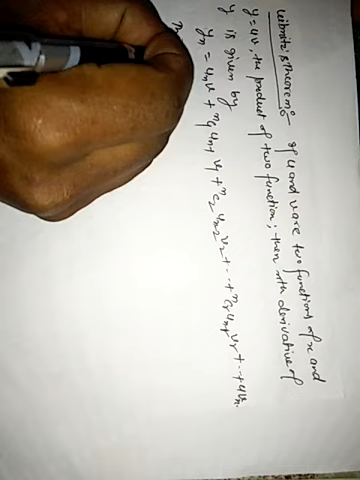 Leibnitz's Theorem:- If u and v are two functions of x and
y = uv, the product of two function; then nth derivative of
y is given by
yₙ = uₙv + ⁿC₁ uₙ₋₁ v₁ + ⁿC₂ uₙ₋₂ v₂ + ... + ⁿCᵣ uₙ₋ᵣ vᵣ + ... + uvₙ.